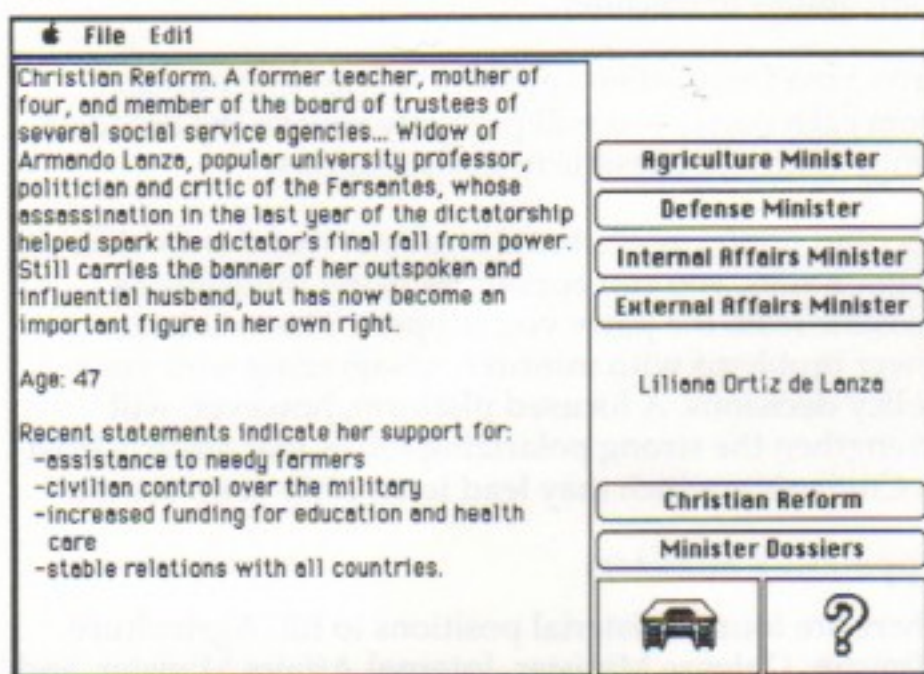 File Edit
Christian Reform. A former teacher, mother of
four, and member of the board of trustees of
several social service agencies... Widow of
Armando Lanza, popular university professor,
politician and critic of the Farsantes, whose
assassination in the last year of the dictatorship
helped spark the dictator's final fall from power.
Still carries the banner of her outspoken and
influential husband, but has now become an
important figure in her own right.
Age: 47
Recent statements indicate her support for:
-assistance to needy farmers
-civilian control over the military
-increased funding for education and health
care
-stable relations with all countries.
Agriculture Minister
Defense Minister
Internal Affairs Minister
External Affairs Minister
Liliana Ortiz de Lanza
Christian Reform
Minister Dossiers
?